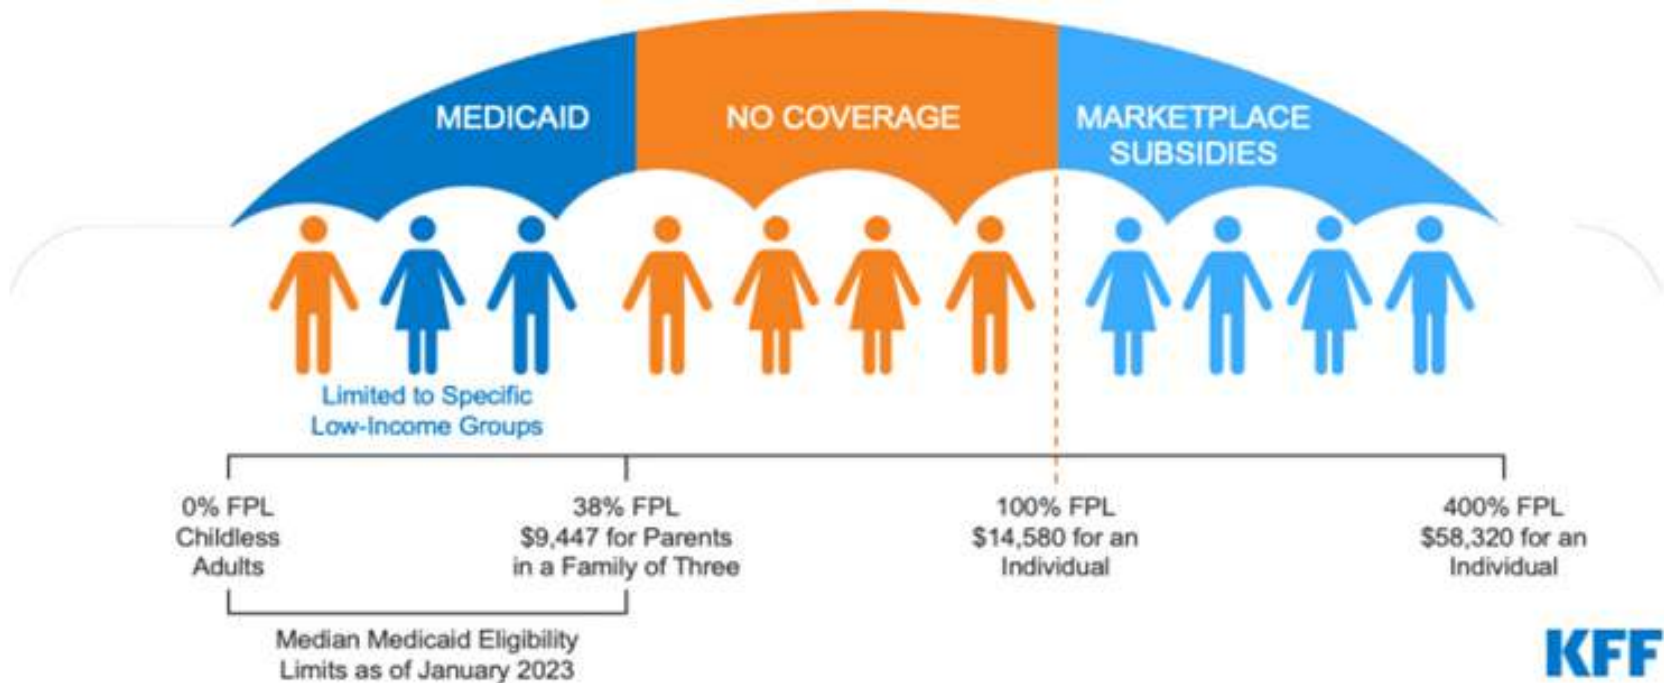 MEDICAID
NO COVERAGE
MARKETPLACE
SUBSIDIES
Limited to Specific
Low-Income Groups
0% FPL
Childless
Adults
38% FPL
$9,447 for Parents
in a Family of Three
100% FPL
$14,580 for an
Individual
400% FPL
$58,320 for an
Individual
Median Medicaid Eligibility
Limits as of January 2023
KFF